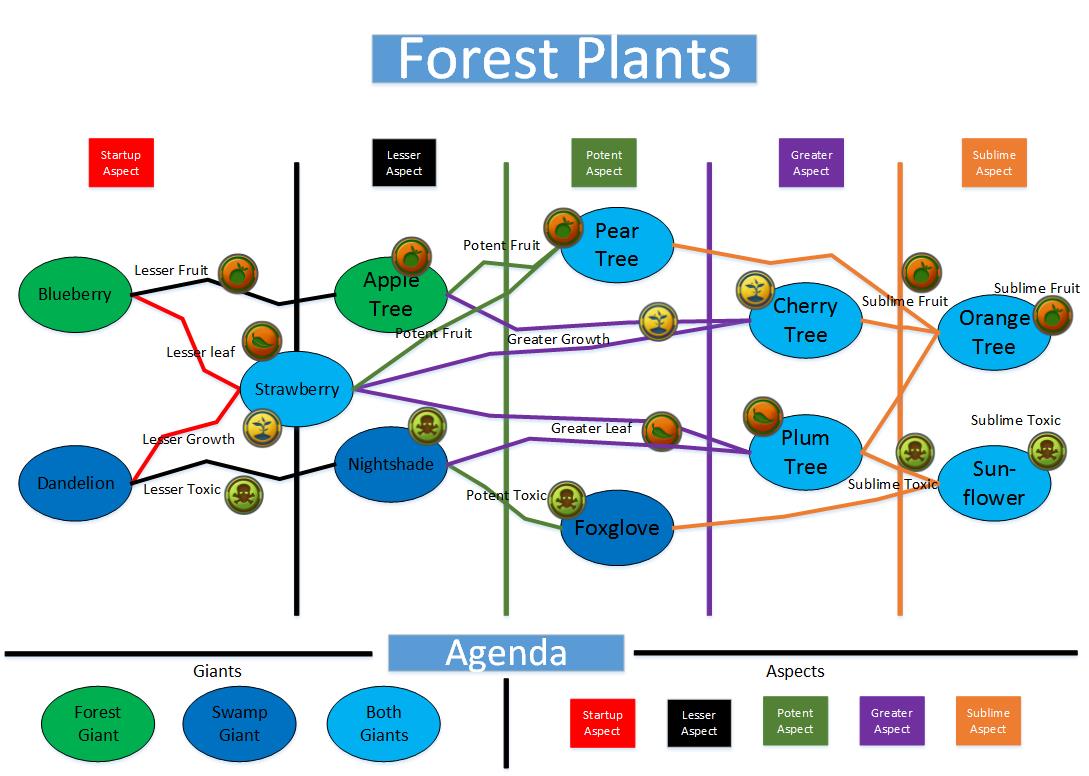 Forest Plants
Startup
Aspect
Lesser
Aspect
Potent
Aspect
Greater
Aspect
Sublime
Aspect
Blueberry
Lesser Fruit
Apple
Tree
Potent Fruit
Pear
Tree
Sublime Fruit
Sublime Fruit
Cherry
Tree
Orange
Tree
Potent Fruit
Greater Growth
Lesser leaf
Strawberry
Lesser Growth
Greater Leaf
Plum
Tree
Sublime Toxic
Nightshade
Dandelion
Lesser Toxic
Potent Toxic
Sublime Toxic
Sun-
flower
Foxglove
Agenda
Giants
Aspects
Forest
Giant
Swamp
Giant
Both
Giants
Startup
Aspect
Lesser
Aspect
Potent
Aspect
Greater
Aspect
Sublime
Aspect